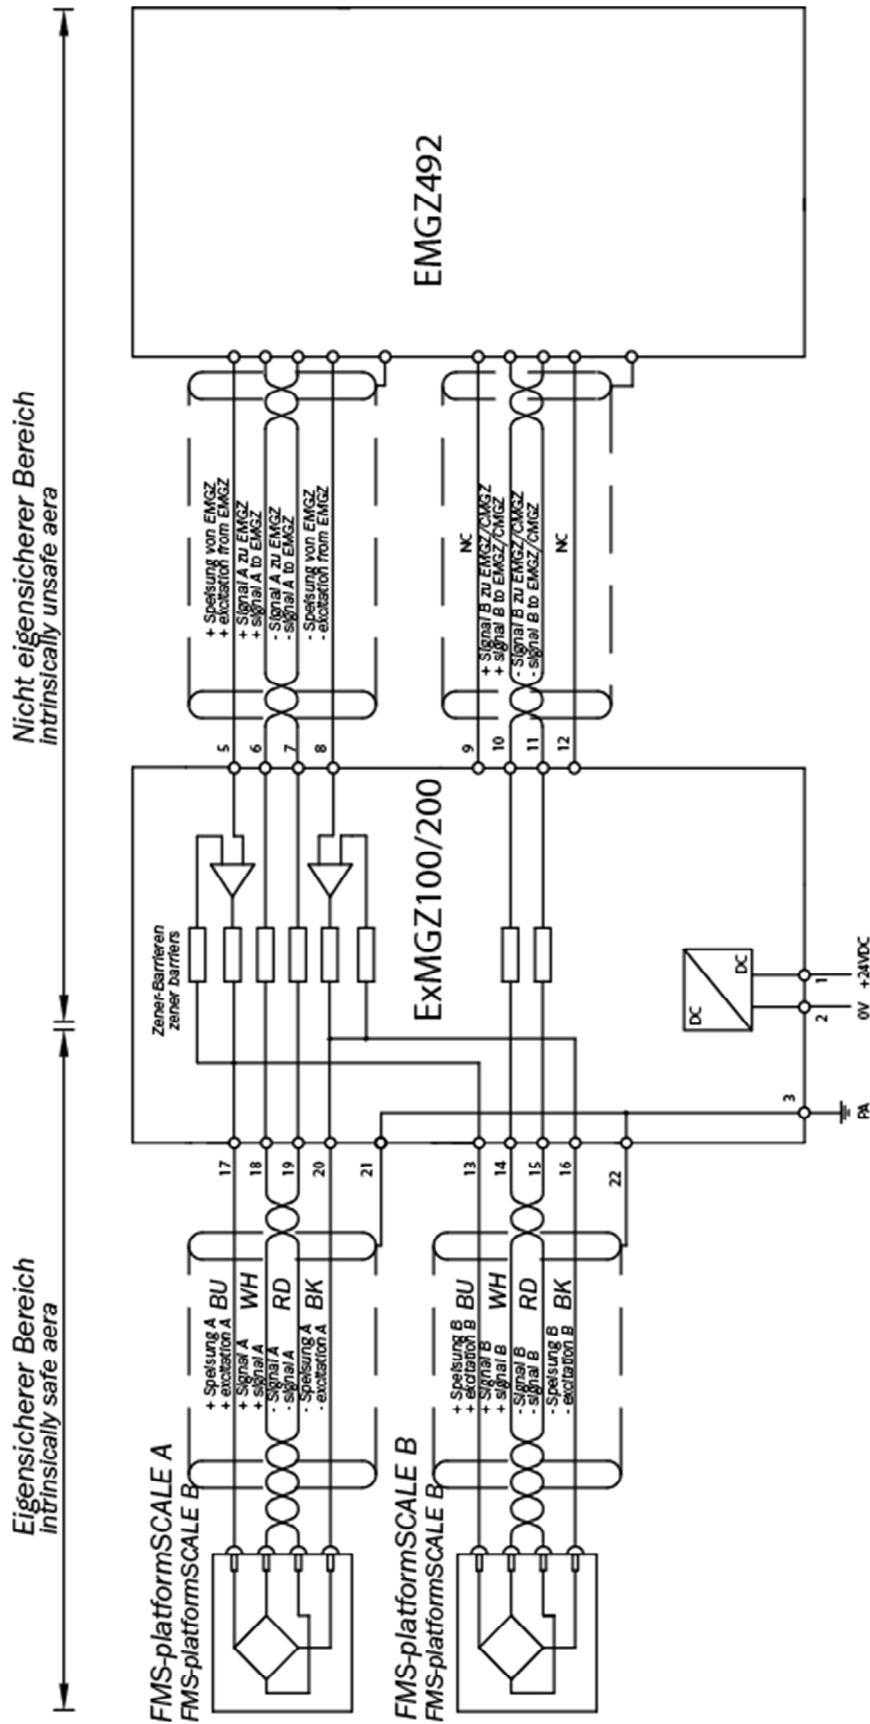 Nicht eigensicherer Bereich
intrinsically unsafe aera
Eigensicherer Bereich
intrinsically safe aera
EMGZ492
+ Speisung von EMGZ
+ excitation from EMGZ
+ Signal A zu EMGZ
+ signal A to EMGZ
- Signal A zu EMGZ
- signal A to EMGZ
- Speisung von EMGZ
- excitation from EMGZ
NC
+ Signal B zu EMGZ/CMGZ
+ signal B to EMGZ/CMGZ
- Signal B zu EMGZ/CMGZ
- signal B to EMGZ/CMGZ
NC
5
6
7
8
9
10
11
12
ExMGZ100/200
Zener-Barrieren
zener barriers
DC
DC
1
+24VDC
2
0V
3
PA
17
18
19
20
21
13
14
15
16
22
+ Speisung A
+ excitation A
BU
+ Signal A
+ signal A
WH
- Signal A
- signal A
RD
- Speisung A
- excitation A
BK
+ Speisung B
+ excitation B
BU
+ Signal B
+ signal B
WH
- Signal B
- signal B
RD
- Speisung B
- excitation B
BK
FMS-platformSCALE A
FMS-platformSCALE B
FMS-platformSCALE B
FMS-platformSCALE B